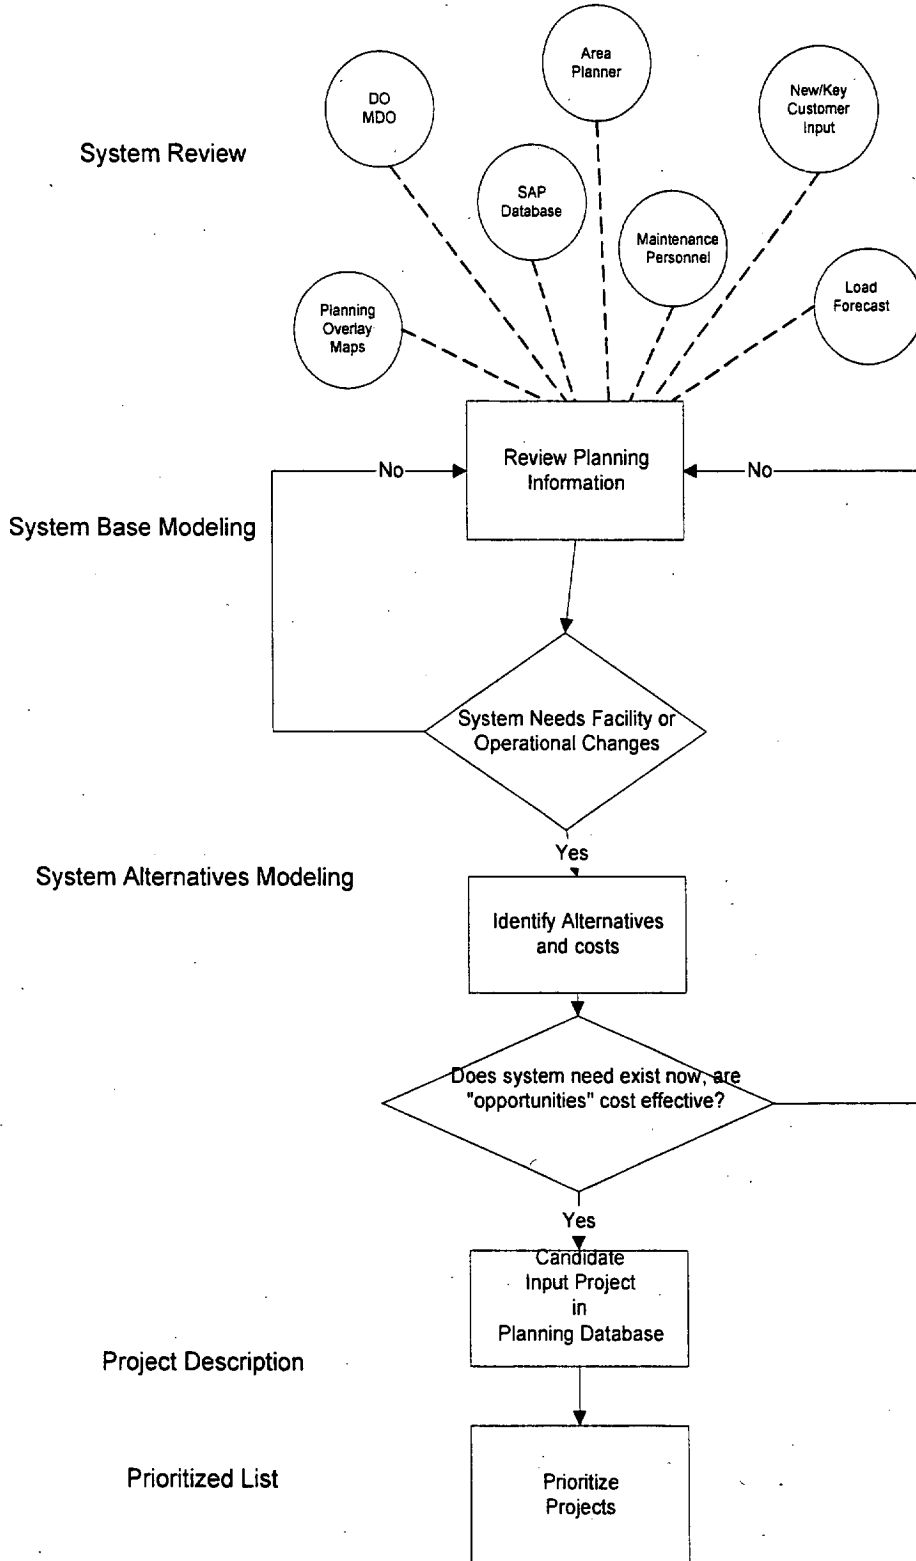 Area
Planner
DO
MDO
New/Key
Customer
Input
System Review
SAP
Database
Maintenance
Personnel
Planning
Overlay
Maps
Load
Forecast
Review Planning
Information
No
No
System Base Modeling
System Needs Facility or
Operational Changes
Yes
System Alternatives Modeling
Identify Alternatives
and costs
Does system need exist now, are
"opportunities" cost effective?
Yes
Candidate
Input Project
in
Planning Database
Project Description
Prioritized List
Prioritize
Projects